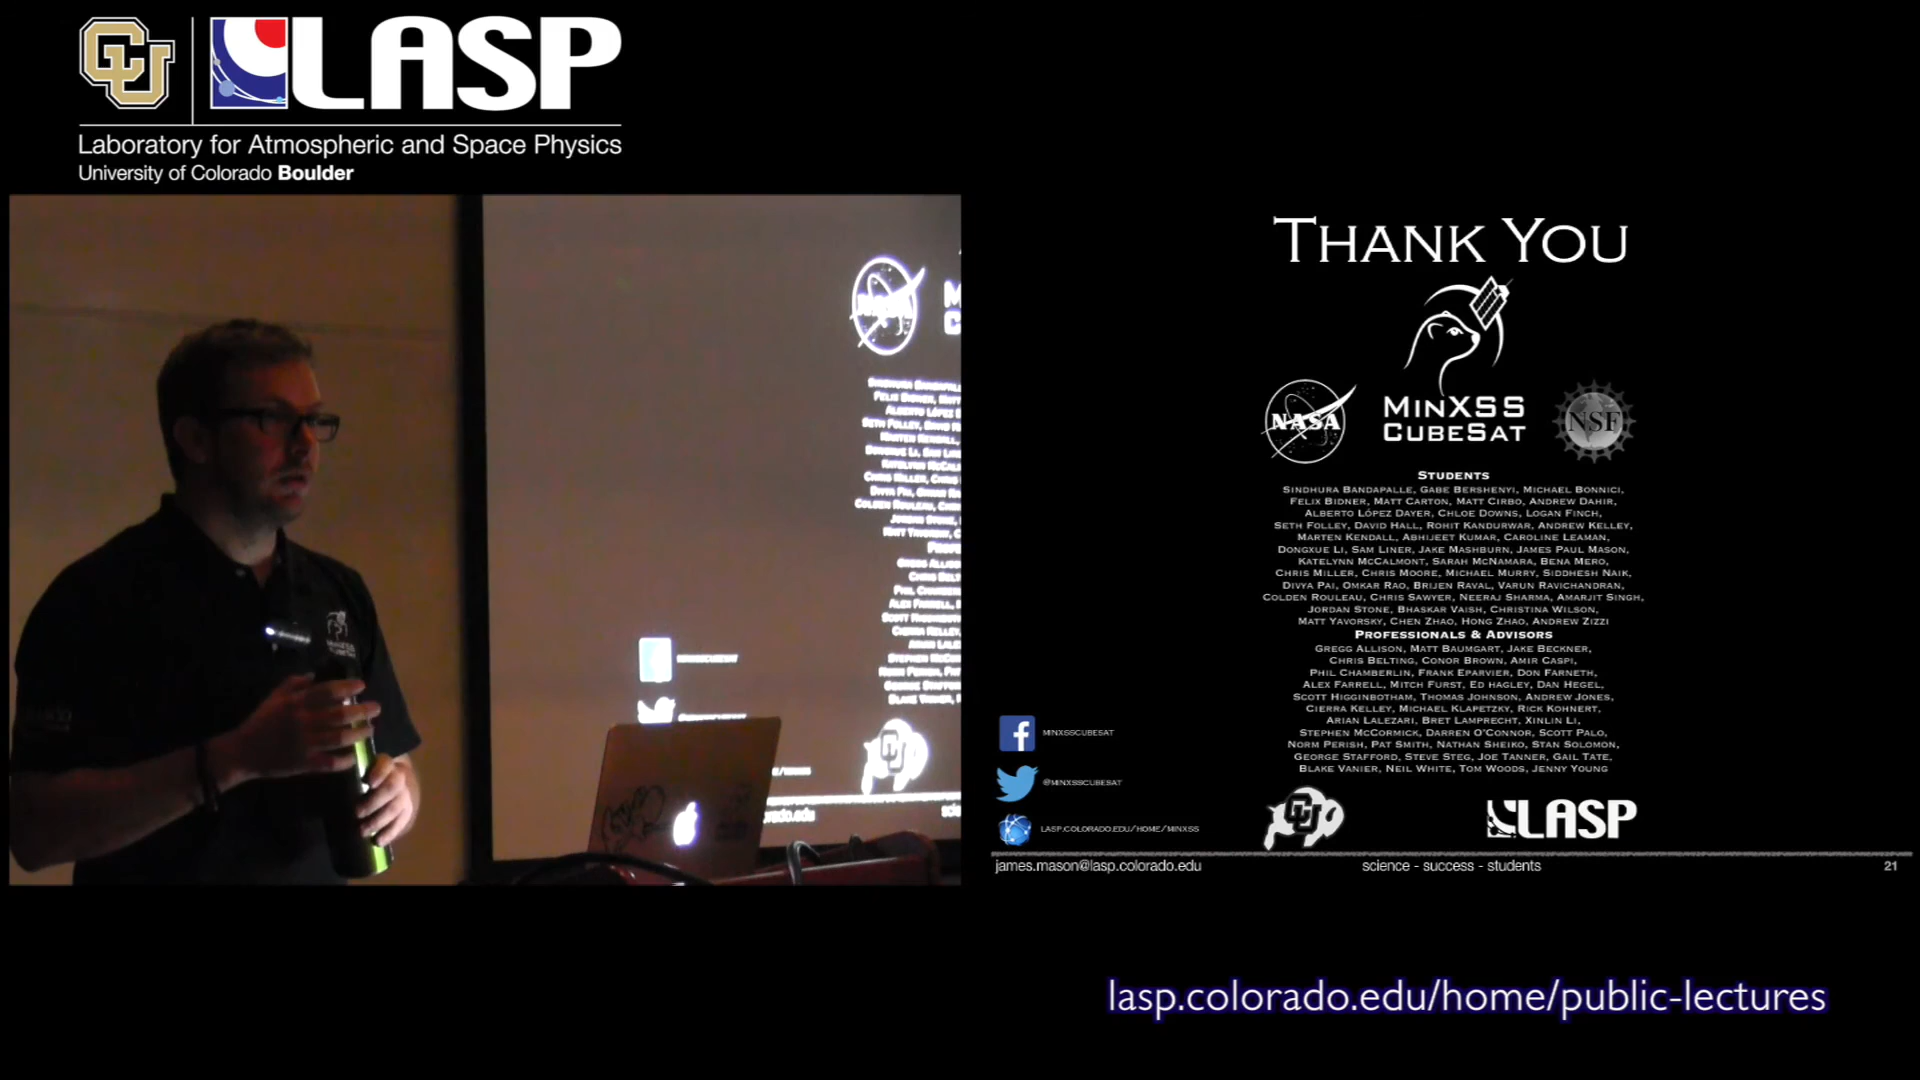 CU LASP
Laboratory for Atmospheric and Space Physics
University of Colorado Boulder
THANK YOU
NASA
MINXSS
CUBESAT
NSF
STUDENTS
SINDHURA BANDAPALLE, GABE BERSHENYI, MICHAEL BONNICI,
FELIX BIDNER, MATT CARTON, MATT CIRBO, ANDREW DAHIR,
ALBERTO LÓPEZ DAYER, CHLOE DOWNS, LOGAN FINCH,
SETH FOLLEY, DAVID HALL, ROHIT KANDURWAR, ANDREW KELLEY,
MARTEN KENDALL, ABHIJEET KUMAR, CAROLINE LEAMAN,
DONGXUE LI, SAM LINER, JAKE MASHBURN, JAMES PAUL MASON,
KATELYNN MCCALMONT, SARAH MCNAMARA, BENA MERO,
CHRIS MILLER, CHRIS MOORE, MICHAEL MURRY, SIDDHESH NAIK,
DIVYA PAI, OMKAR RAO, BRIJEN RAVAL, VARUN RAVICHANDRAN,
COLDEN ROULEAU, CHRIS SAWYER, NEERAJ SHARMA, AMARJIT SINGH,
JORDAN STONE, BHASKAR VAISH, CHRISTINA WILSON,
MATT YAVORSKY, CHEN ZHAO, HONG ZHAO, ANDREW ZIZZI
PROFESSIONALS & ADVISORS
GREGG ALLISON, MATT BAUMGART, JAKE BECKNER,
CHRIS BELTING, CONOR BROWN, AMIR CASPI,
PHIL CHAMBERLIN, FRANK EPARVIER, DON FARNETH,
ALEX FARRELL, MITCH FURST, ED HAGLEY, DAN HEGEL,
SCOTT HIGGINBOTHAM, THOMAS JOHNSON, ANDREW JONES,
CIERRA KELLEY, MICHAEL KLAPETZKY, RICK KOHNERT,
ARIAN LALEZARI, BRET LAMPRECHT, XINLIN LI,
STEPHEN MCCORMICK, DARREN O'CONNOR, SCOTT PALO,
NORM PERISH, PAT SMITH, NATHAN SHEIKO, STAN SOLOMON,
GEORGE STAFFORD, STEVE STEG, JOE TANNER, GAIL TATE,
BLAKE VANIER, NEIL WHITE, TOM WOODS, JENNY YOUNG
MINXSSCUBESAT
@MINXSSCUBESAT
LASP.COLORADO.EDU/HOME/MINXSS
CU
LASP
james.mason@lasp.colorado.edu science - success - students 21
lasp.colorado.edu/home/public-lectures